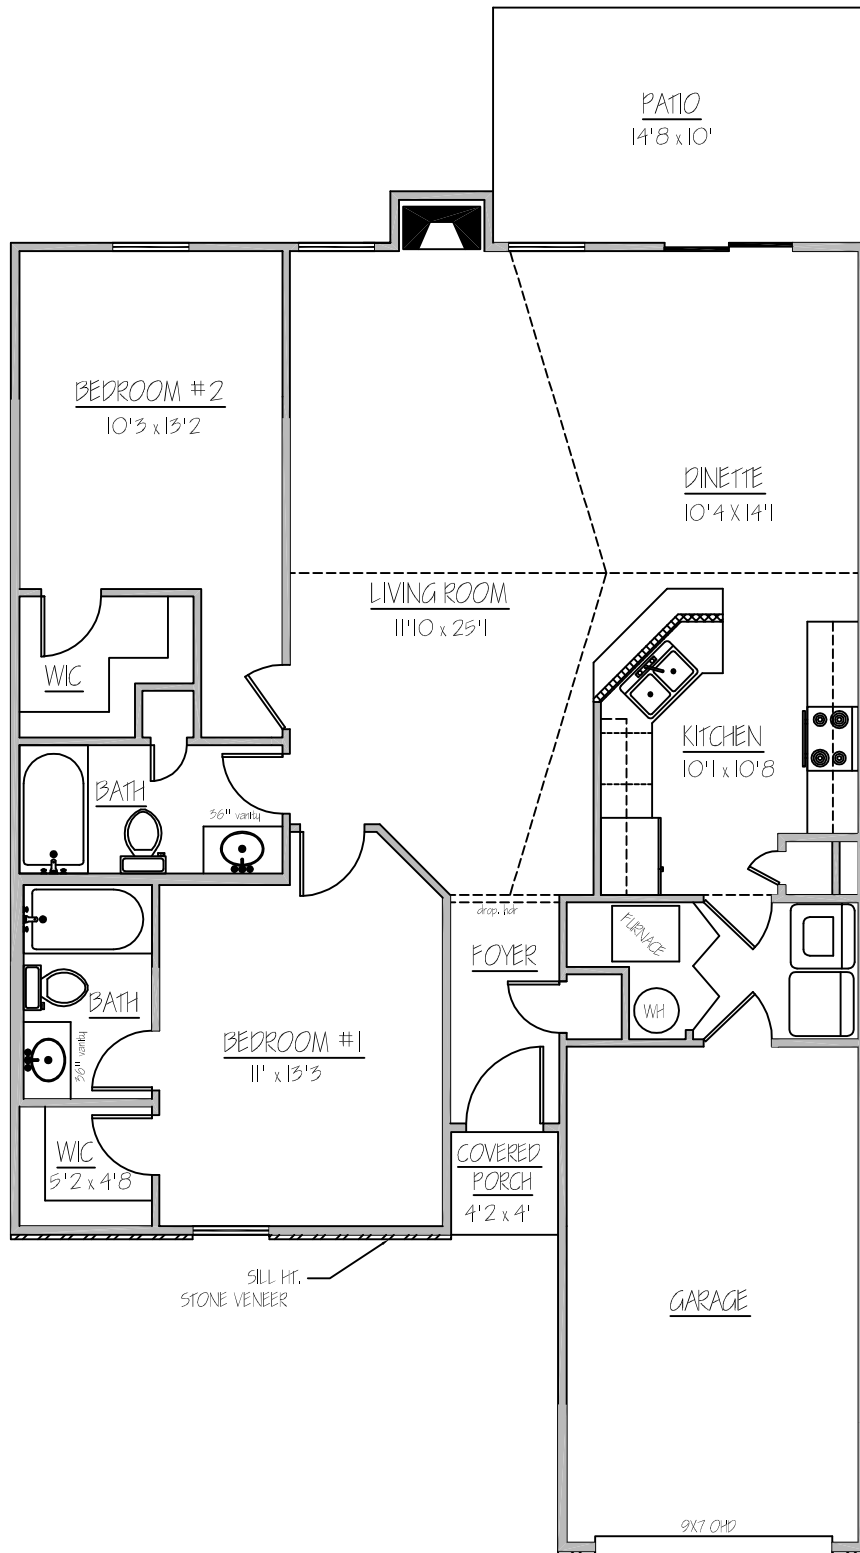 PATIO
14'8 x 10'
BEDROOM #2
10'3 x 13'2
DINETTE
10'4 X 14'1
LIVING ROOM
11'10 x 25'1
WIC
KITCHEN
10'1 x 10'8
BATH
36" vanity
drop. hdr
FURNACE
FOYER
BATH
WH
36" vanity
BEDROOM #1
11' x 13'3
WIC
5'2 x 4'8
COVERED
PORCH
4'2 x 4'
SILL HT.
STONE VENEER
GARAGE
9X7 OHD